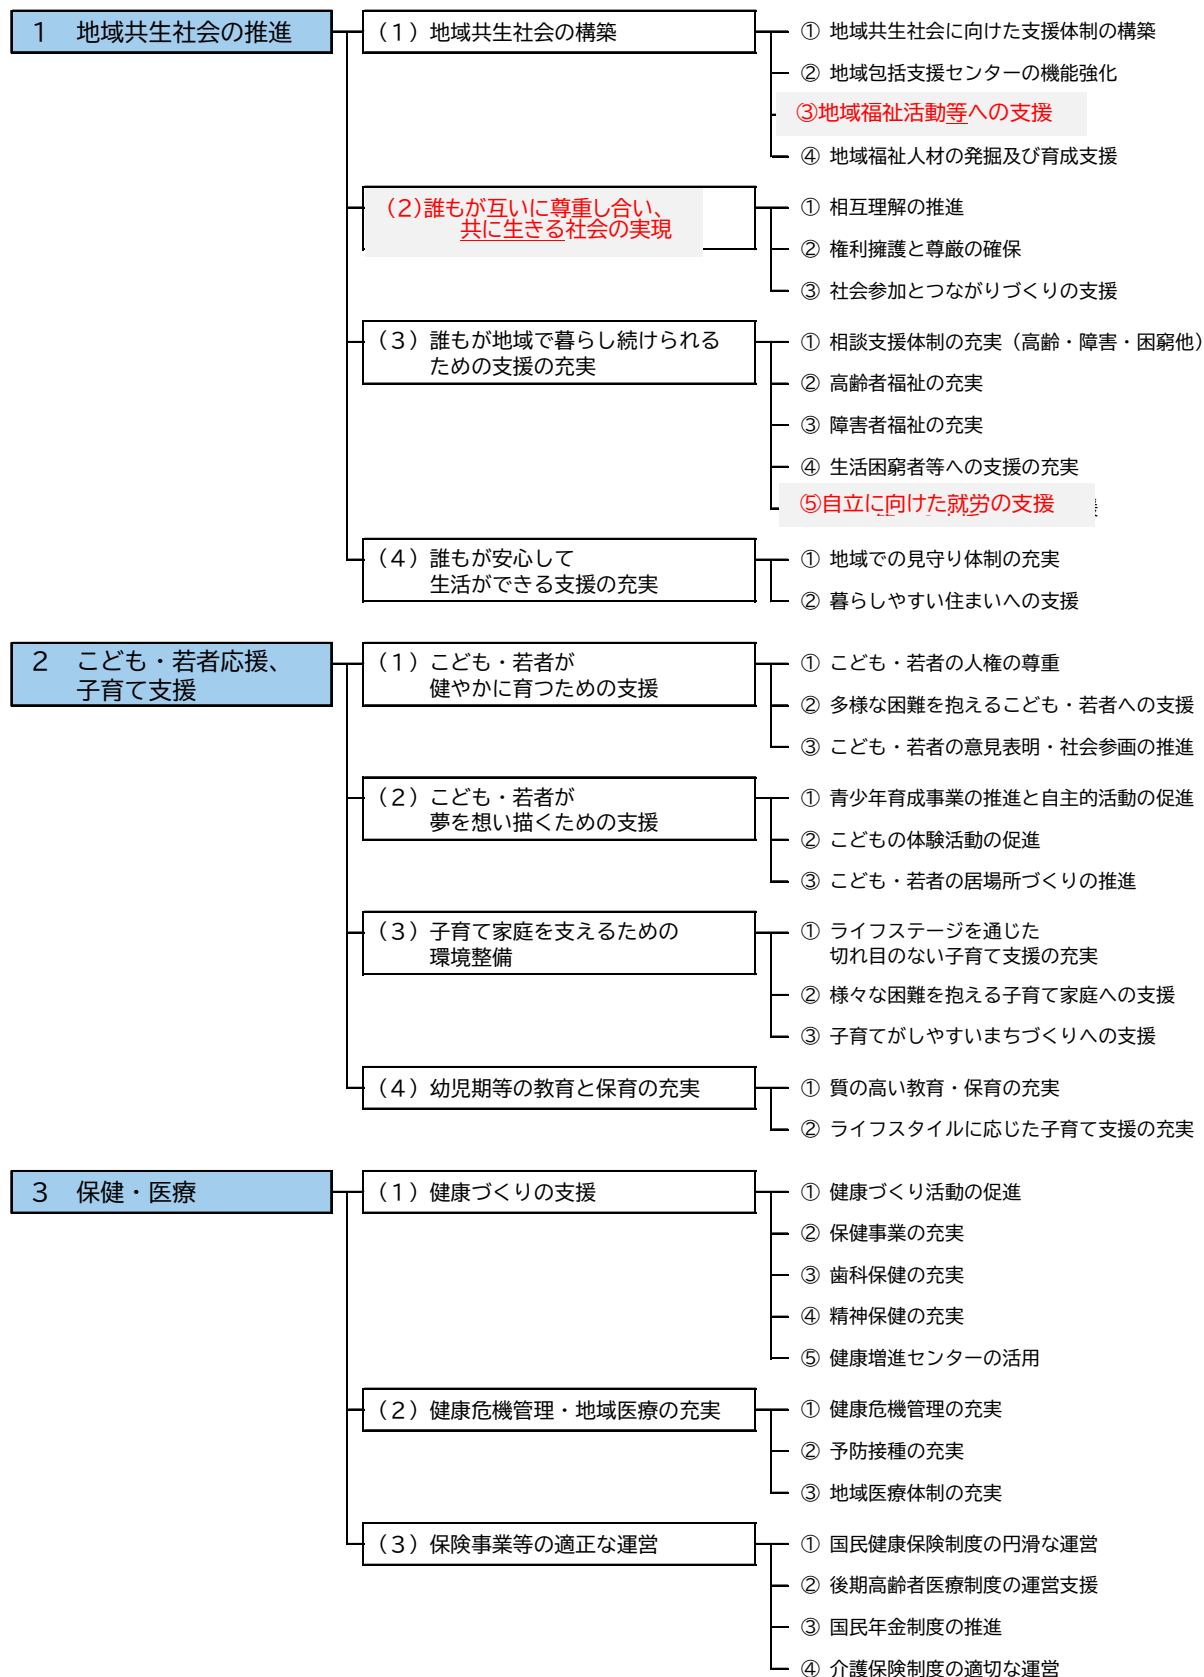 1 地域共生社会の推進
(1) 地域共生社会の構築
① 地域共生社会に向けた支援体制の構築
② 地域包括支援センターの機能強化
③地域福祉活動等への支援
④ 地域福祉人材の発掘及び育成支援
(2)誰もが互いに尊重し合い、
共に生きる社会の実現
① 相互理解の推進
② 権利擁護と尊厳の確保
③ 社会参加とつながりづくりの支援
(3) 誰もが地域で暮らし続けられる
ための支援の充実
① 相談支援体制の充実（高齢・障害・困窮他）
② 高齢者福祉の充実
③ 障害者福祉の充実
④ 生活困窮者等への支援の充実
⑤自立に向けた就労の支援
(4) 誰もが安心して
生活ができる支援の充実
① 地域での見守り体制の充実
② 暮らしやすい住まいへの支援
2 こども・若者応援、
子育て支援
(1) こども・若者が
健やかに育つための支援
① こども・若者の人権の尊重
② 多様な困難を抱えるこども・若者への支援
③ こども・若者の意見表明・社会参画の推進
(2) こども・若者が
夢を想い描くための支援
① 青少年育成事業の推進と自主的活動の促進
② こどもの体験活動の促進
③ こども・若者の居場所づくりの推進
(3) 子育て家庭を支えるための
環境整備
① ライフステージを通じた
切れ目のない子育て支援の充実
② 様々な困難を抱える子育て家庭への支援
③ 子育てがしやすいまちづくりへの支援
(4) 幼児期等の教育と保育の充実
① 質の高い教育・保育の充実
② ライフスタイルに応じた子育て支援の充実
3 保健・医療
(1) 健康づくりの支援
① 健康づくり活動の促進
② 保健事業の充実
③ 歯科保健の充実
④ 精神保健の充実
⑤ 健康増進センターの活用
(2) 健康危機管理・地域医療の充実
① 健康危機管理の充実
② 予防接種の充実
③ 地域医療体制の充実
(3) 保険事業等の適正な運営
① 国民健康保険制度の円滑な運営
② 後期高齢者医療制度の運営支援
③ 国民年金制度の推進
④ 介護保険制度の適切な運営